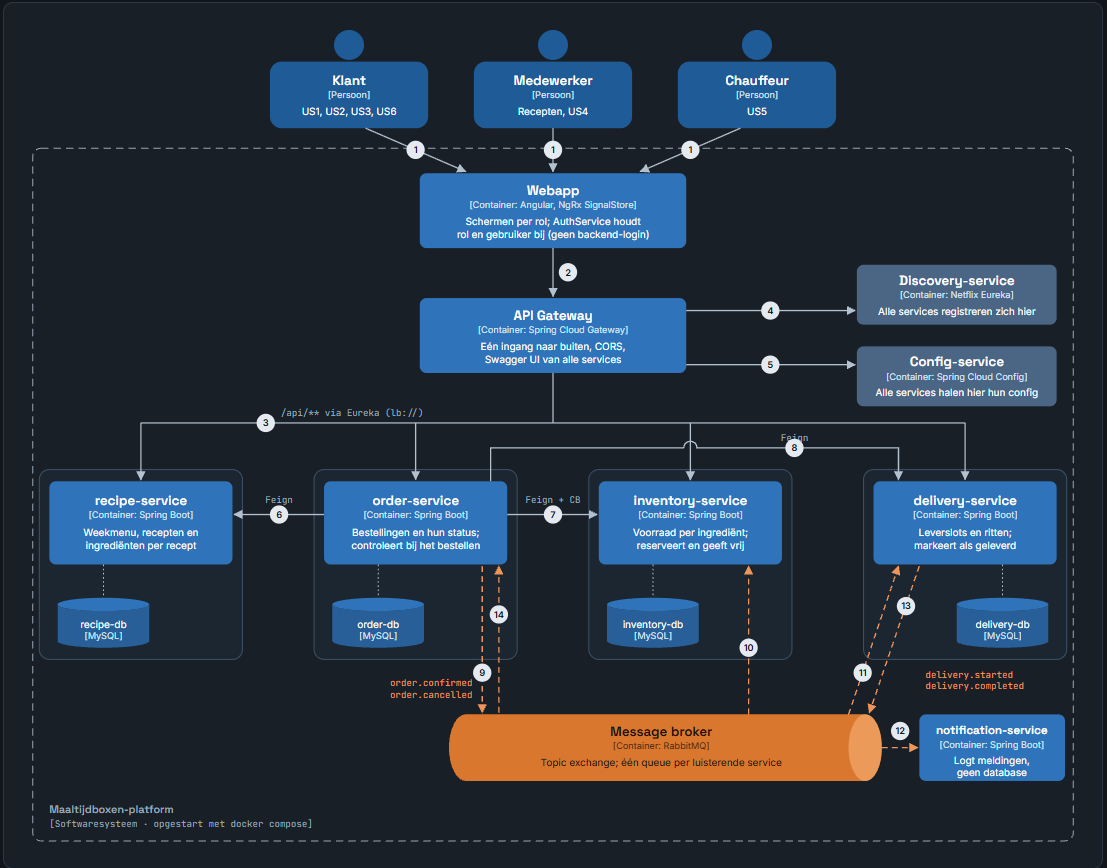 Klant
[Persoon]
US1, US2, US3, US6
Medewerker
[Persoon]
Recepten, US4
Chauffeur
[Persoon]
US5
1
1
1
Webapp
[Container: Angular, NgRx SignalStore]
Schermen per rol; AuthService houdt
rol en gebruiker bij (geen backend-login)
2
API Gateway
[Container: Spring Cloud Gateway]
Eén ingang naar buiten, CORS,
Swagger UI van alle services
4
Discovery-service
[Container: Netflix Eureka]
Alle services registreren zich hier
5
Config-service
[Container: Spring Cloud Config]
Alle services halen hier hun config
3
/api/** via Eureka (lb://)
Feign
8
recipe-service
[Container: Spring Boot]
Weekmenu, recepten en
ingrediënten per recept
recipe-db
[MySQL]
Feign
6
order-service
[Container: Spring Boot]
Bestellingen en hun status;
controleert bij het bestellen
order-db
[MySQL]
Feign + CB
7
inventory-service
[Container: Spring Boot]
Voorraad per ingrediënt;
reserveert en geeft vrij
inventory-db
[MySQL]
delivery-service
[Container: Spring Boot]
Leverslots en ritten;
markeert als geleverd
delivery-db
[MySQL]
14
13
10
9
11
order.confirmed
order.cancelled
delivery.started
delivery.completed
Message broker
[Container: RabbitMQ]
Topic exchange; één queue per luisterende service
12
notification-service
[Container: Spring Boot]
Logt meldingen,
geen database
Maaltijdboxen-platform
[Softwaresysteem · opgestart met docker compose]